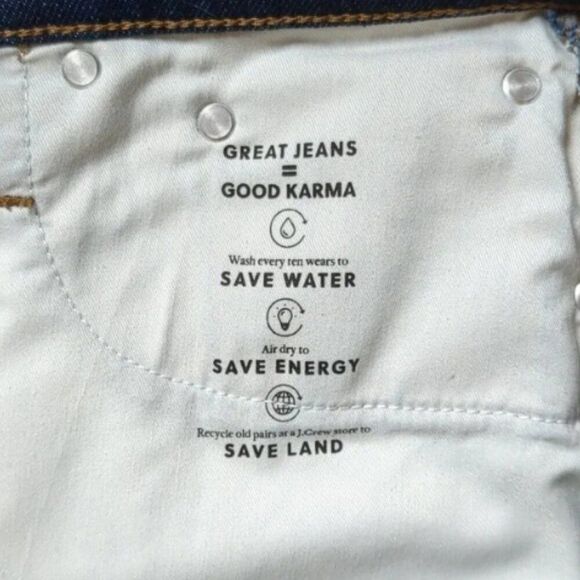 GREAT JEANS
=
GOOD KARMA
Wash every ten wears to
SAVE WATER
Air dry to
SAVE ENERGY
Recycle old pairs at a J.Crew store to
SAVE LAND